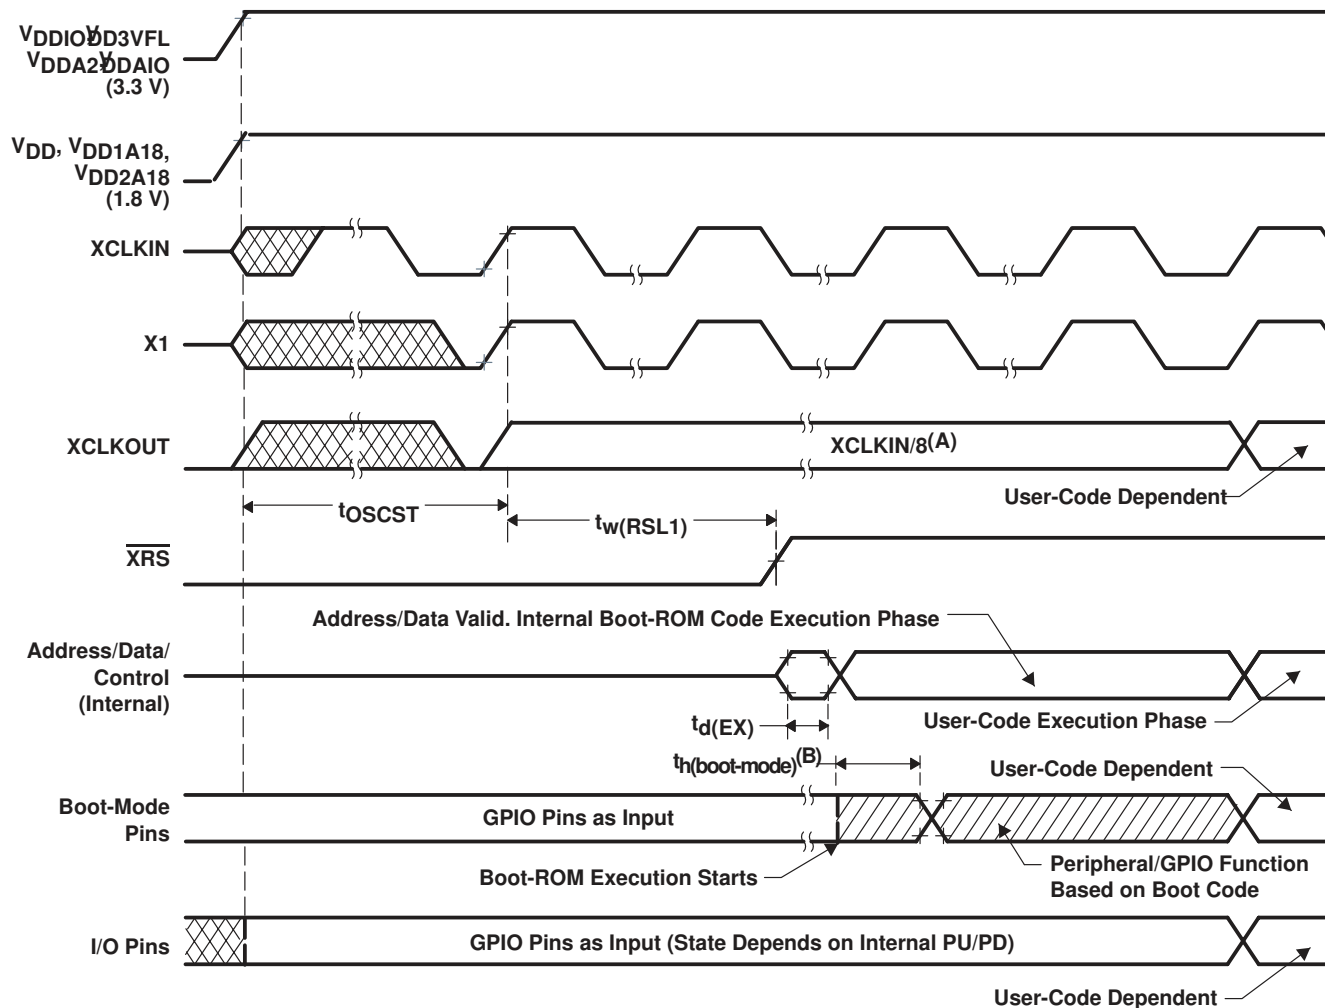 VDDIO, VDD3VFL
VDDA2, VDDAIO
(3.3 V)
VDD, VDD1A18,
VDD2A18
(1.8 V)
XCLKIN
X1
XCLKOUT
XCLKIN/8(A)
User-Code Dependent
tOSCST
tw(RSL1)
XRS
Address/Data Valid. Internal Boot-ROM Code Execution Phase
Address/Data/
Control
(Internal)
td(EX)
User-Code Execution Phase
th(boot-mode)(B)
User-Code Dependent
Boot-Mode
Pins
GPIO Pins as Input
Boot-ROM Execution Starts
Peripheral/GPIO Function
Based on Boot Code
I/O Pins
GPIO Pins as Input (State Depends on Internal PU/PD)
User-Code Dependent